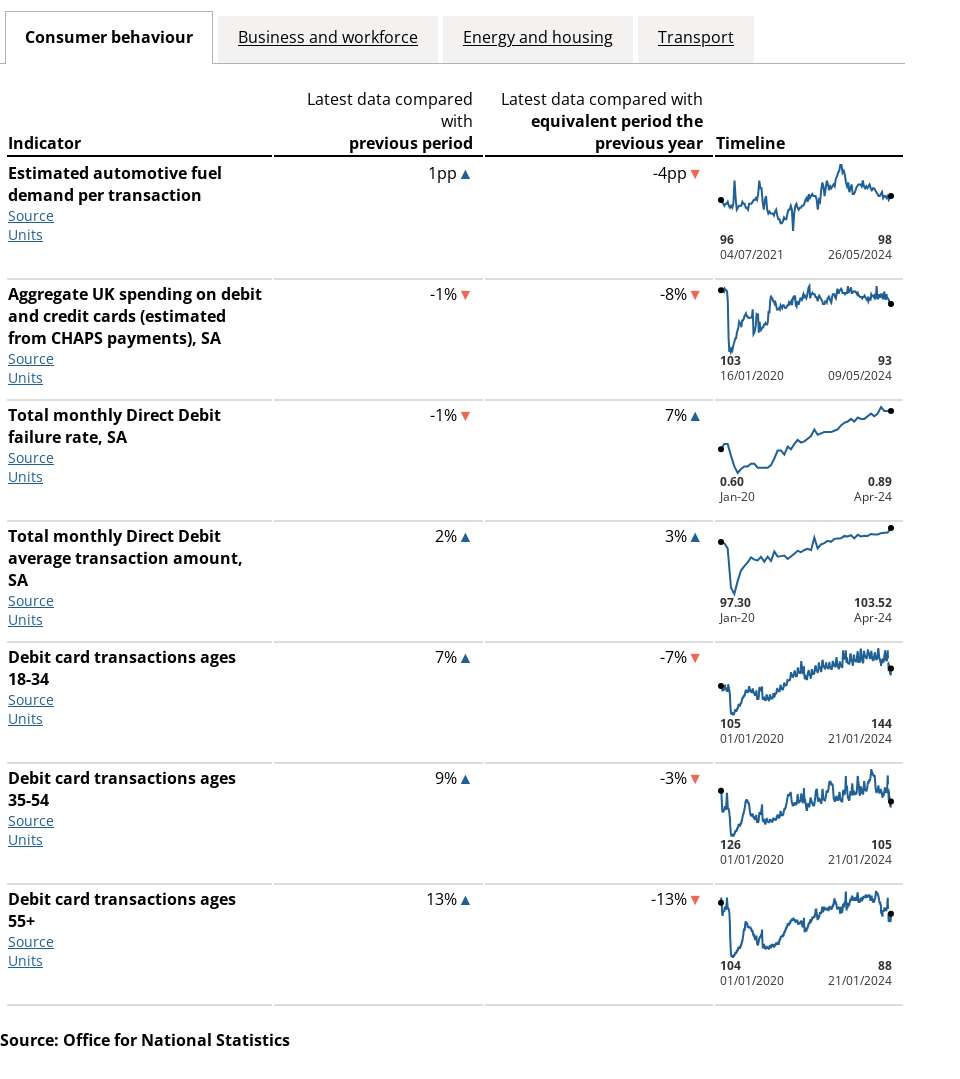 Consumer behaviour
Business and workforce
Energy and housing
Transport
Indicator
Latest data compared
with
previous period
Latest data compared with
equivalent period the
previous year
Timeline
Estimated automotive fuel
demand per transaction
Source
Units
1pp▲
-4pp▼
96 98
04/07/2021 26/05/2024
Aggregate UK spending on debit
and credit cards (estimated
from CHAPS payments), SA
Source
Units
-1%▼
-8%▼
103 93
16/01/2020 09/05/2024
Total monthly Direct Debit
failure rate, SA
Source
Units
-1%▼
7%▲
0.60 0.89
Jan-20 Apr-24
Total monthly Direct Debit
average transaction amount,
SA
Source
Units
2%▲
3%▲
97.30 103.52
Jan-20 Apr-24
Debit card transactions ages
18-34
Source
Units
7%▲
-7%▼
105 144
01/01/2020 21/01/2024
Debit card transactions ages
35-54
Source
Units
9%▲
-3%▼
126 105
01/01/2020 21/01/2024
Debit card transactions ages
55+
Source
Units
13%▲
-13%▼
104 88
01/01/2020 21/01/2024
Source: Office for National Statistics